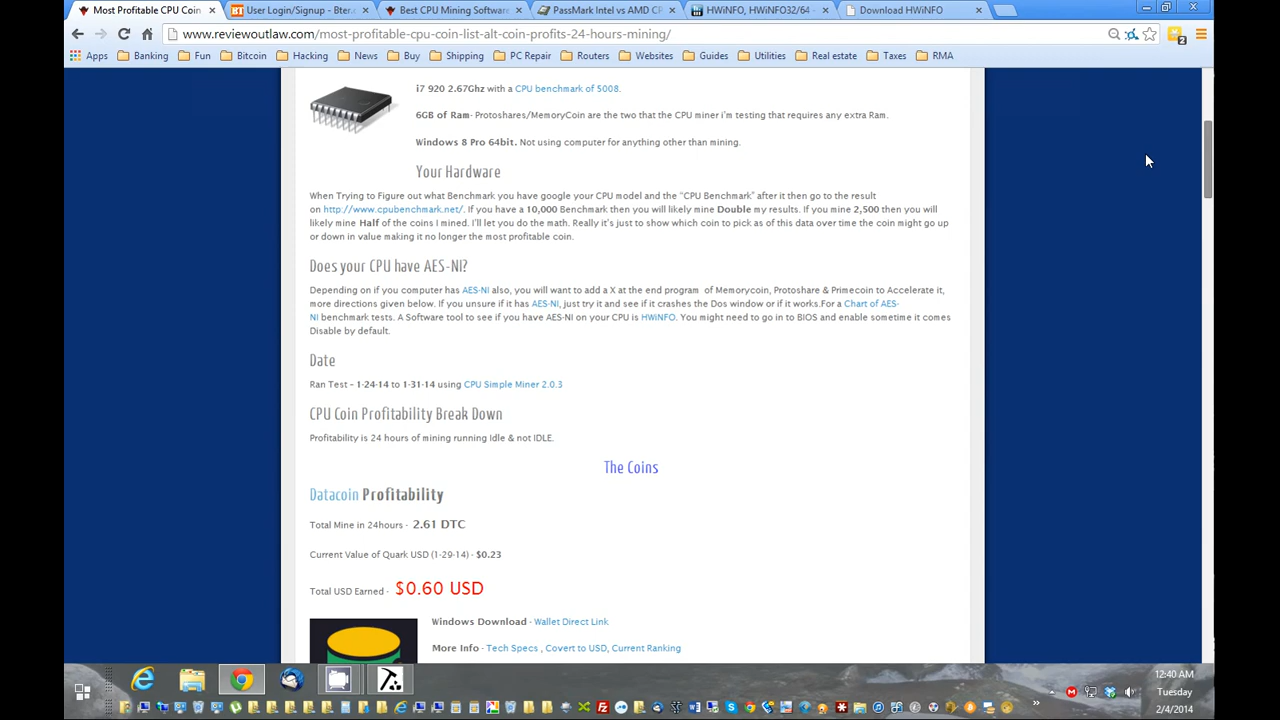 Most Profitable CPU Coin
User Login/Signup - Bter.
Best CPU Mining Software
PassMark Intel vs AMD CP
HWiNFO, HWiNFO32/64 -
Download HWiNFO
www.reviewoutlaw.com/most-profitable-cpu-coin-list-alt-coin-profits-24-hours-mining/
2
Apps Banking Fun Bitcoin Hacking News Buy Shipping PC Repair Routers Websites Guides Utilities Real estate Taxes RMA
i7 920 2.67Ghz with a CPU benchmark of 5008.
6GB of Ram- Protoshares/MemoryCoin are the two that the CPU miner i'm testing that requires any extra Ram.
Windows 8 Pro 64bit. Not using computer for anything other than mining.
Your Hardware
When Trying to Figure out what Benchmark you have google your CPU model and the "CPU Benchmark" after it then go to the result
on http://www.cpubenchmark.net/. If you have a 10,000 Benchmark then you will likely mine Double my results. If you mine 2,500 then you will
likely mine Half of the coins I mined. I'll let you do the math. Really it's just to show which coin to pick as of this data over time the coin might go up
or down in value making it no longer the most profitable coin.
Does your CPU have AES-NI?
Depending on if you computer has AES-NI also, you will want to add a X at the end program of Memorycoin, Protoshare & Primecoin to Accelerate it,
more directions given below. If you unsure if it has AES-NI, just try it and see if it crashes the Dos window or if it works.For a Chart of AES-
NI benchmark tests. A Software tool to see if you have AES-NI on your CPU is HWiNFO. You might need to go in to BIOS and enable sometime it comes
Disable by default.
Date
Ran Test – 1-24-14 to 1-31-14 using CPU Simple Miner 2.0.3
CPU Coin Profitability Break Down
Profitability is 24 hours of mining running Idle & not IDLE.
The Coins
Datacoin Profitability
Total Mine in 24hours - 2.61 DTC
Current Value of Quark USD (1-29-14) - $0.23
Total USD Earned - $0.60 USD
Windows Download - Wallet Direct Link
More Info - Tech Specs , Covert to USD, Current Ranking
12:40 AM
Tuesday
2/4/2014